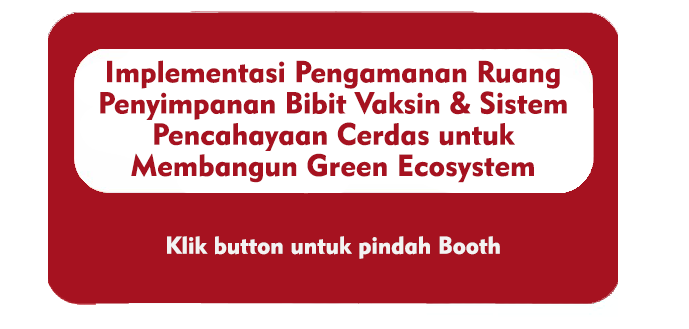 Implementasi Pengamanan Ruang
Penyimpanan Bibit Vaksin & Sistem
Pencahayaan Cerdas untuk
Membangun Green Ecosystem
Klik button untuk pindah Booth